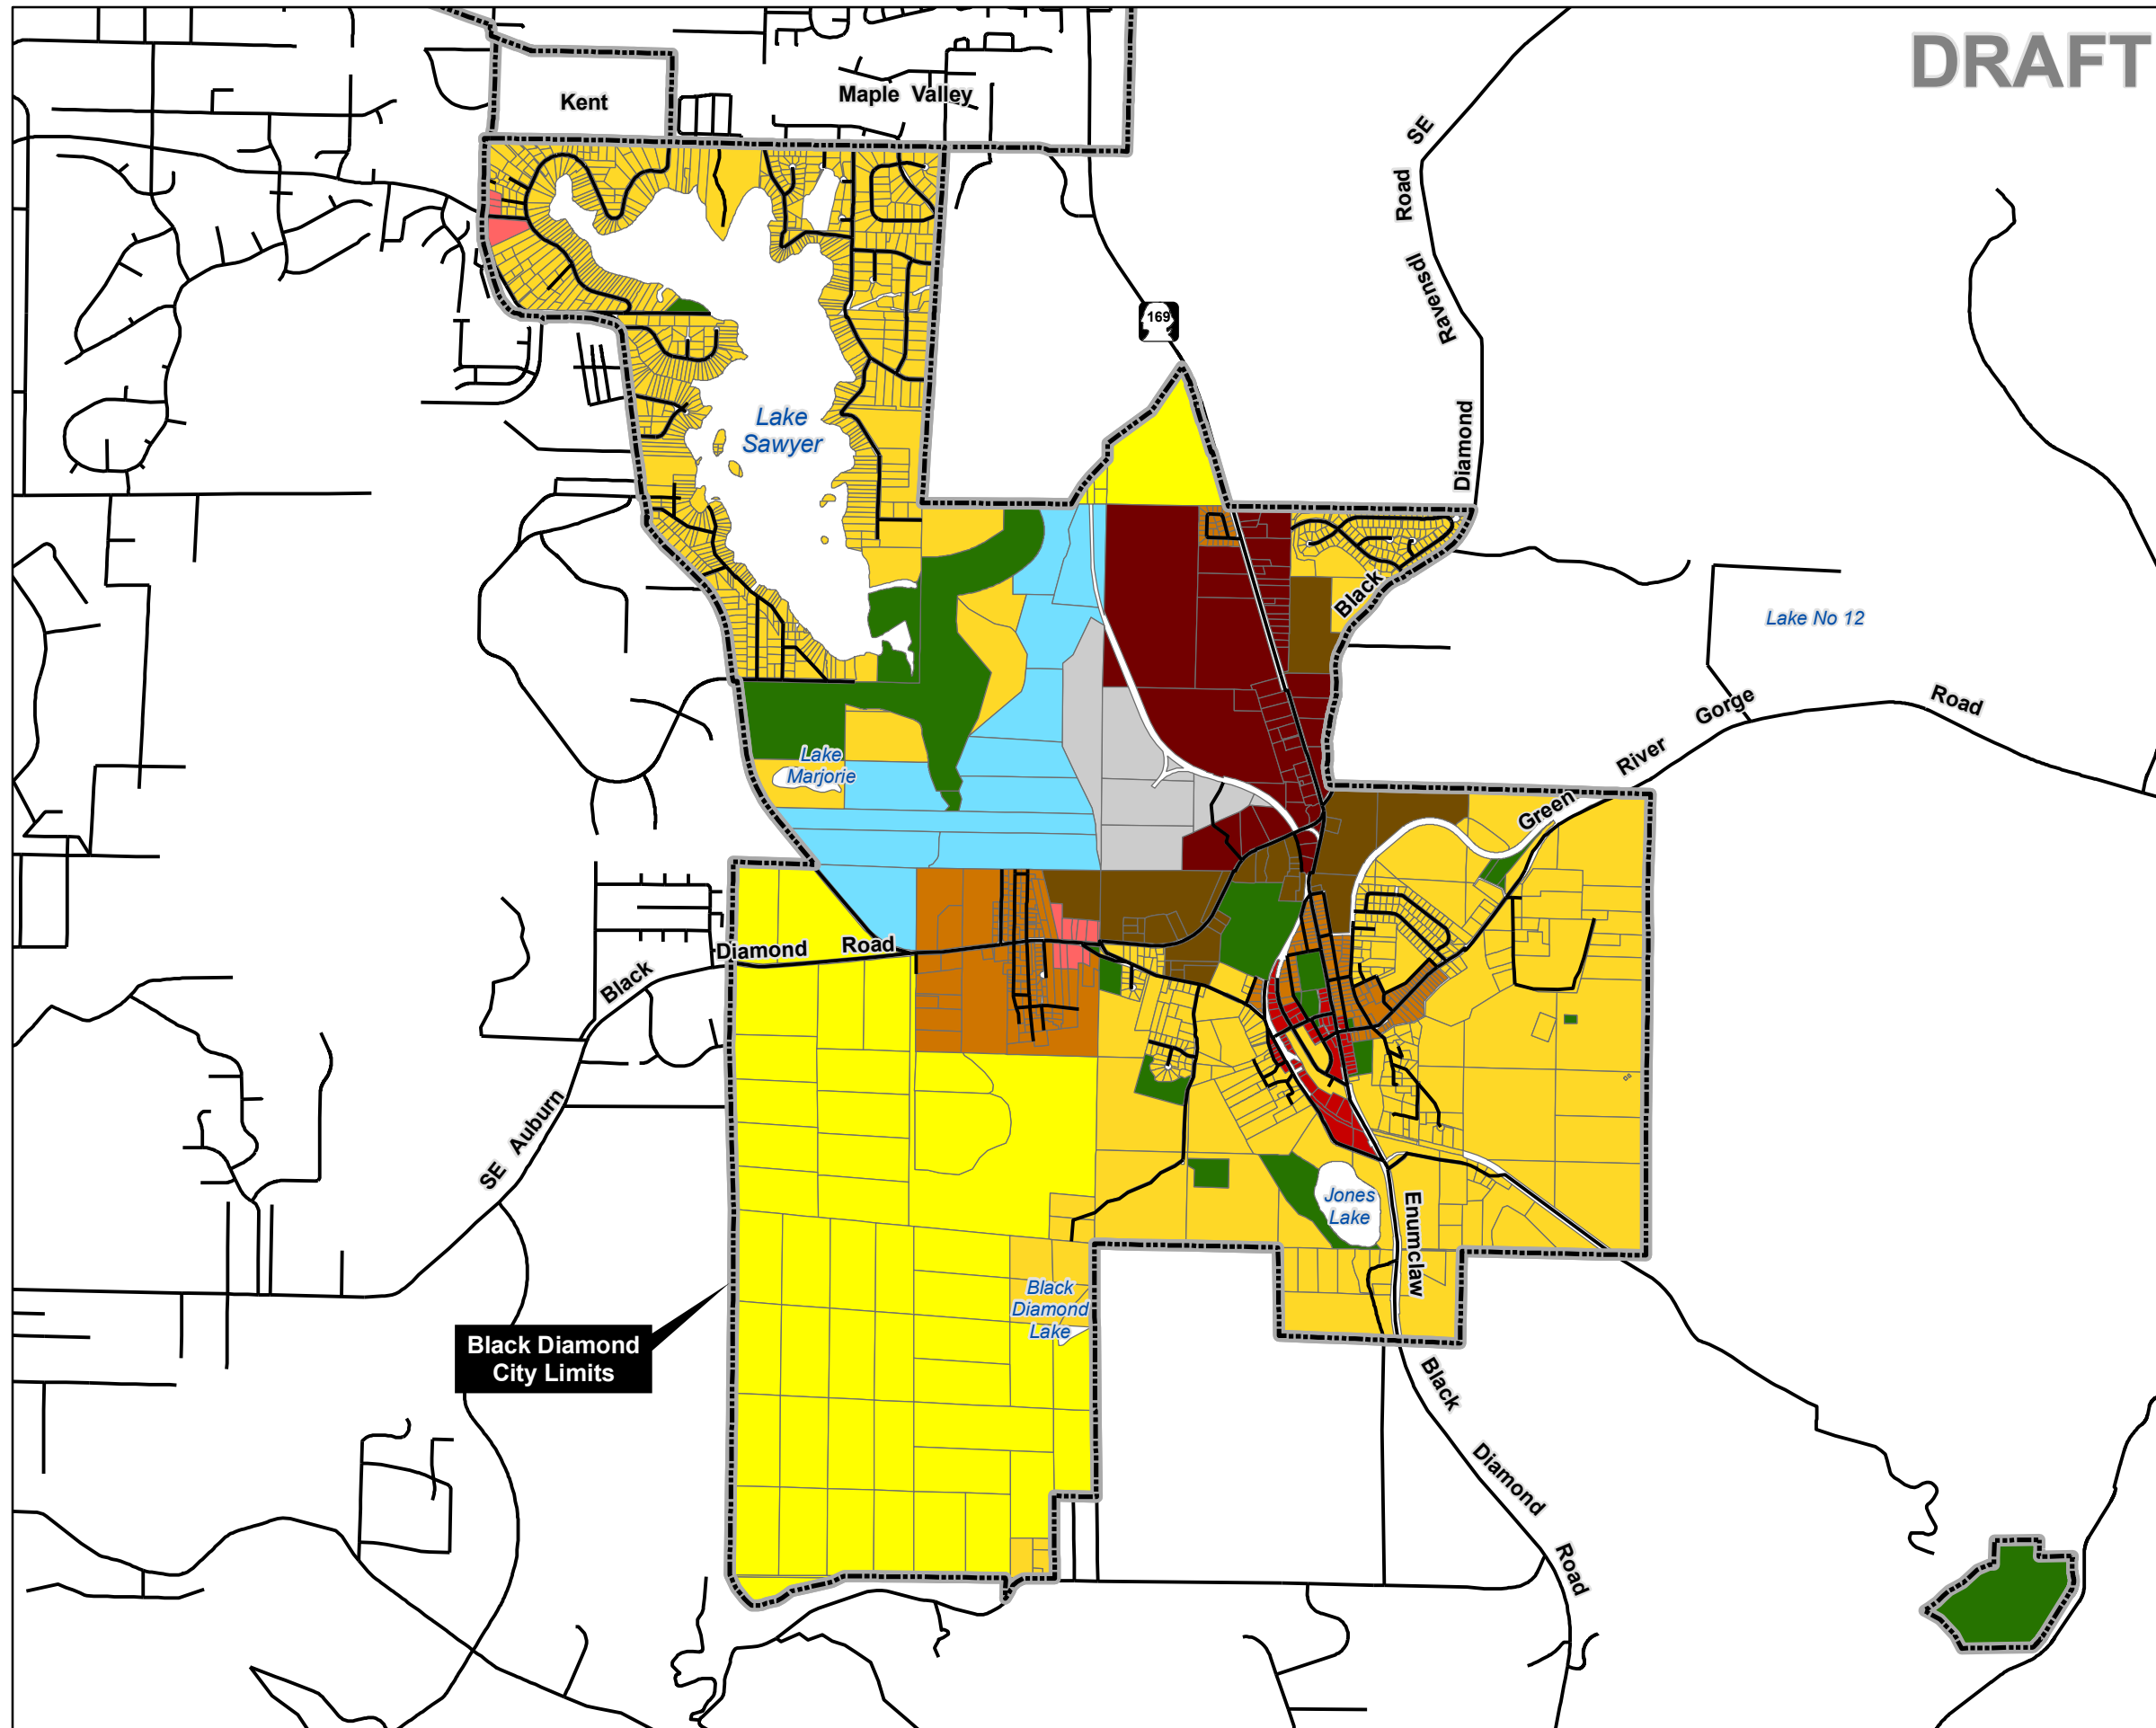 DRAFT
Kent
Maple Valley
SE
Road
Ravensdl
Diamond
Black
169
Lake
Sawyer
Lake No 12
Gorge
Road
River
Green
Lake
Marjorie
Diamond Road
Black
SE Auburn
Jones
Lake
Enumclaw
Black
Diamond
Lake
Black Diamond
City Limits
Black
Diamond
Road